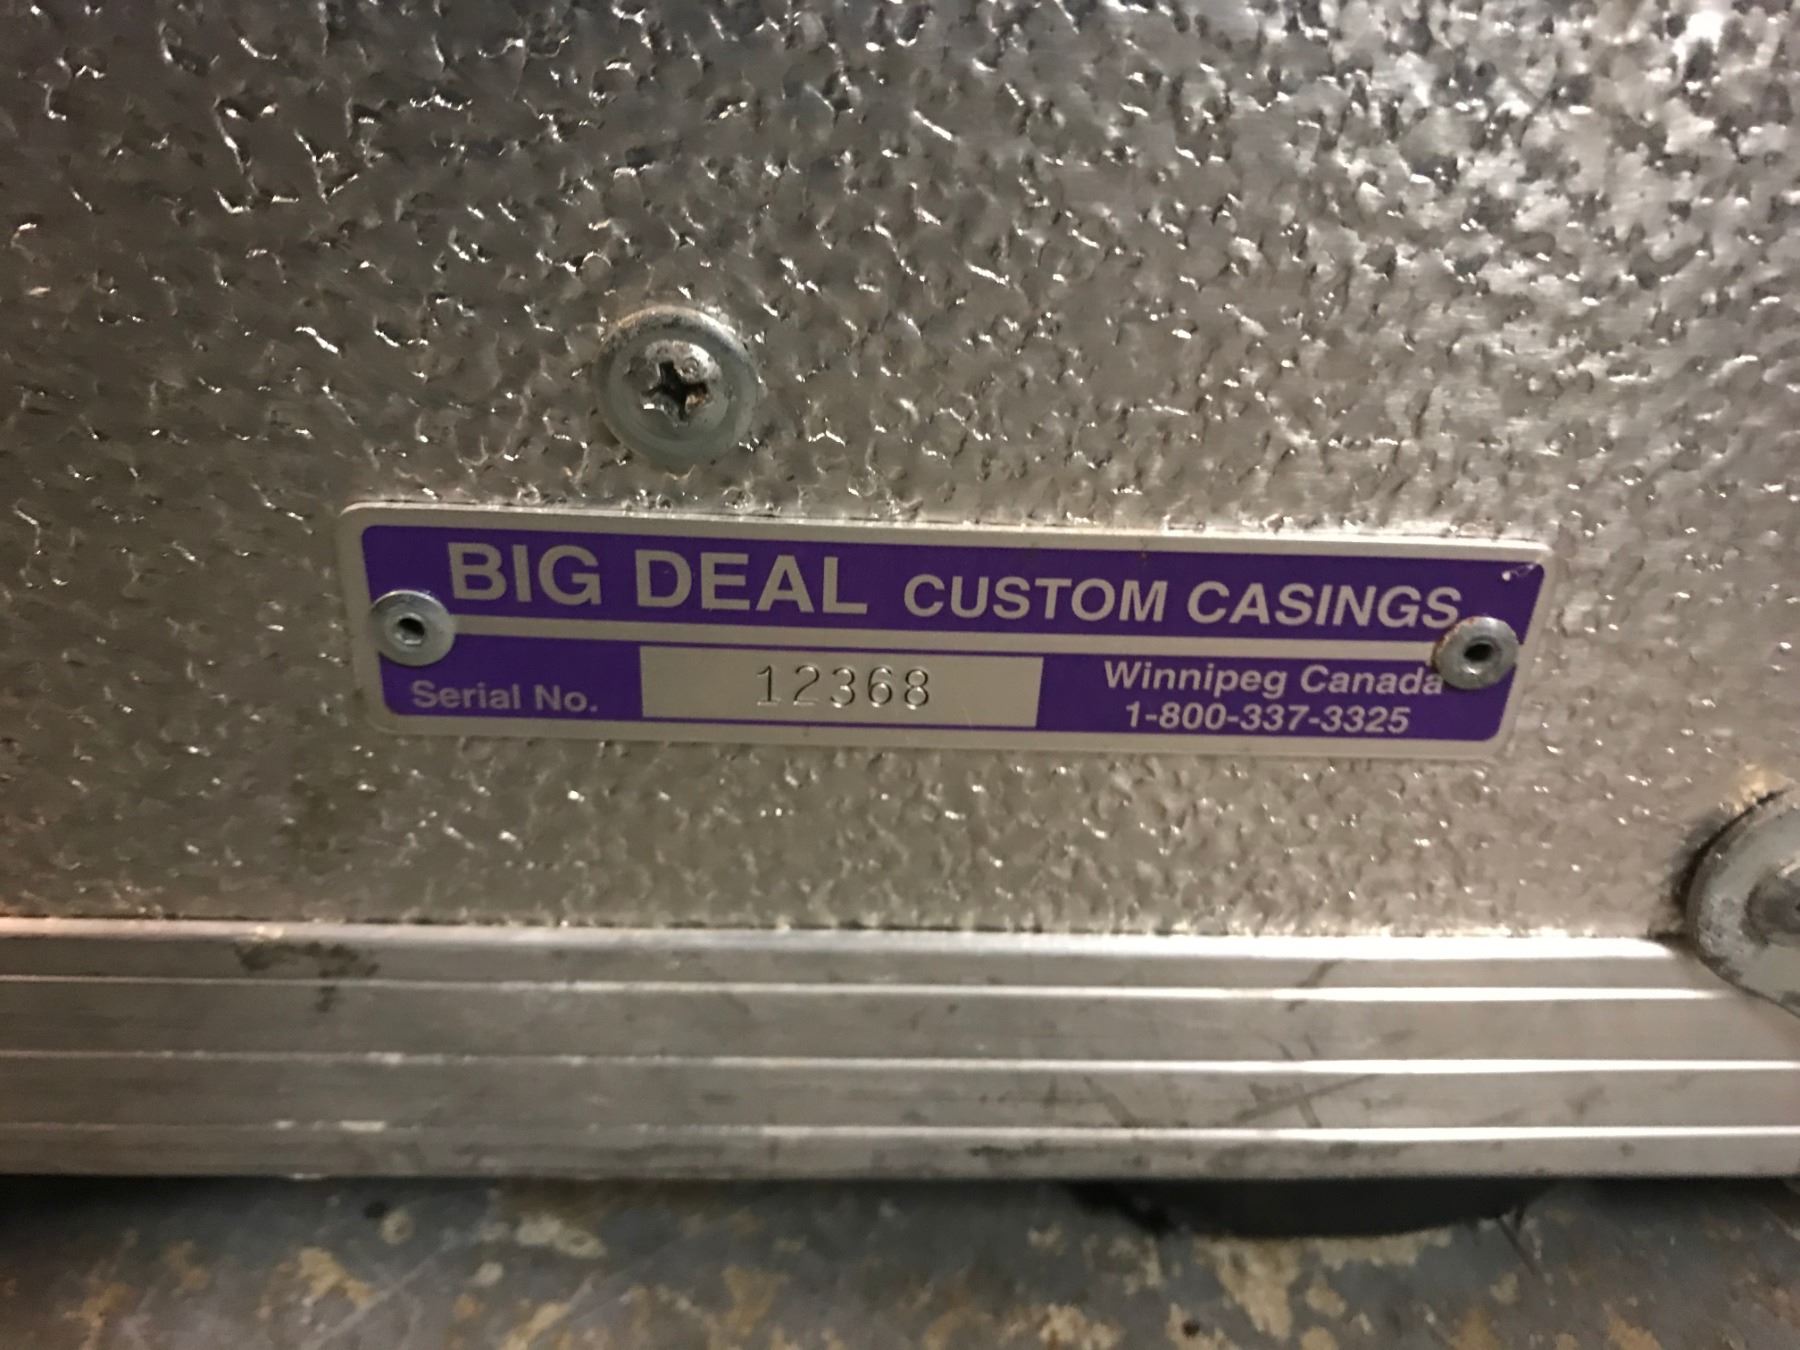 BIG DEAL CUSTOM CASINGS
Serial No. 12368
Winnipeg Canada
1-800-337-3325